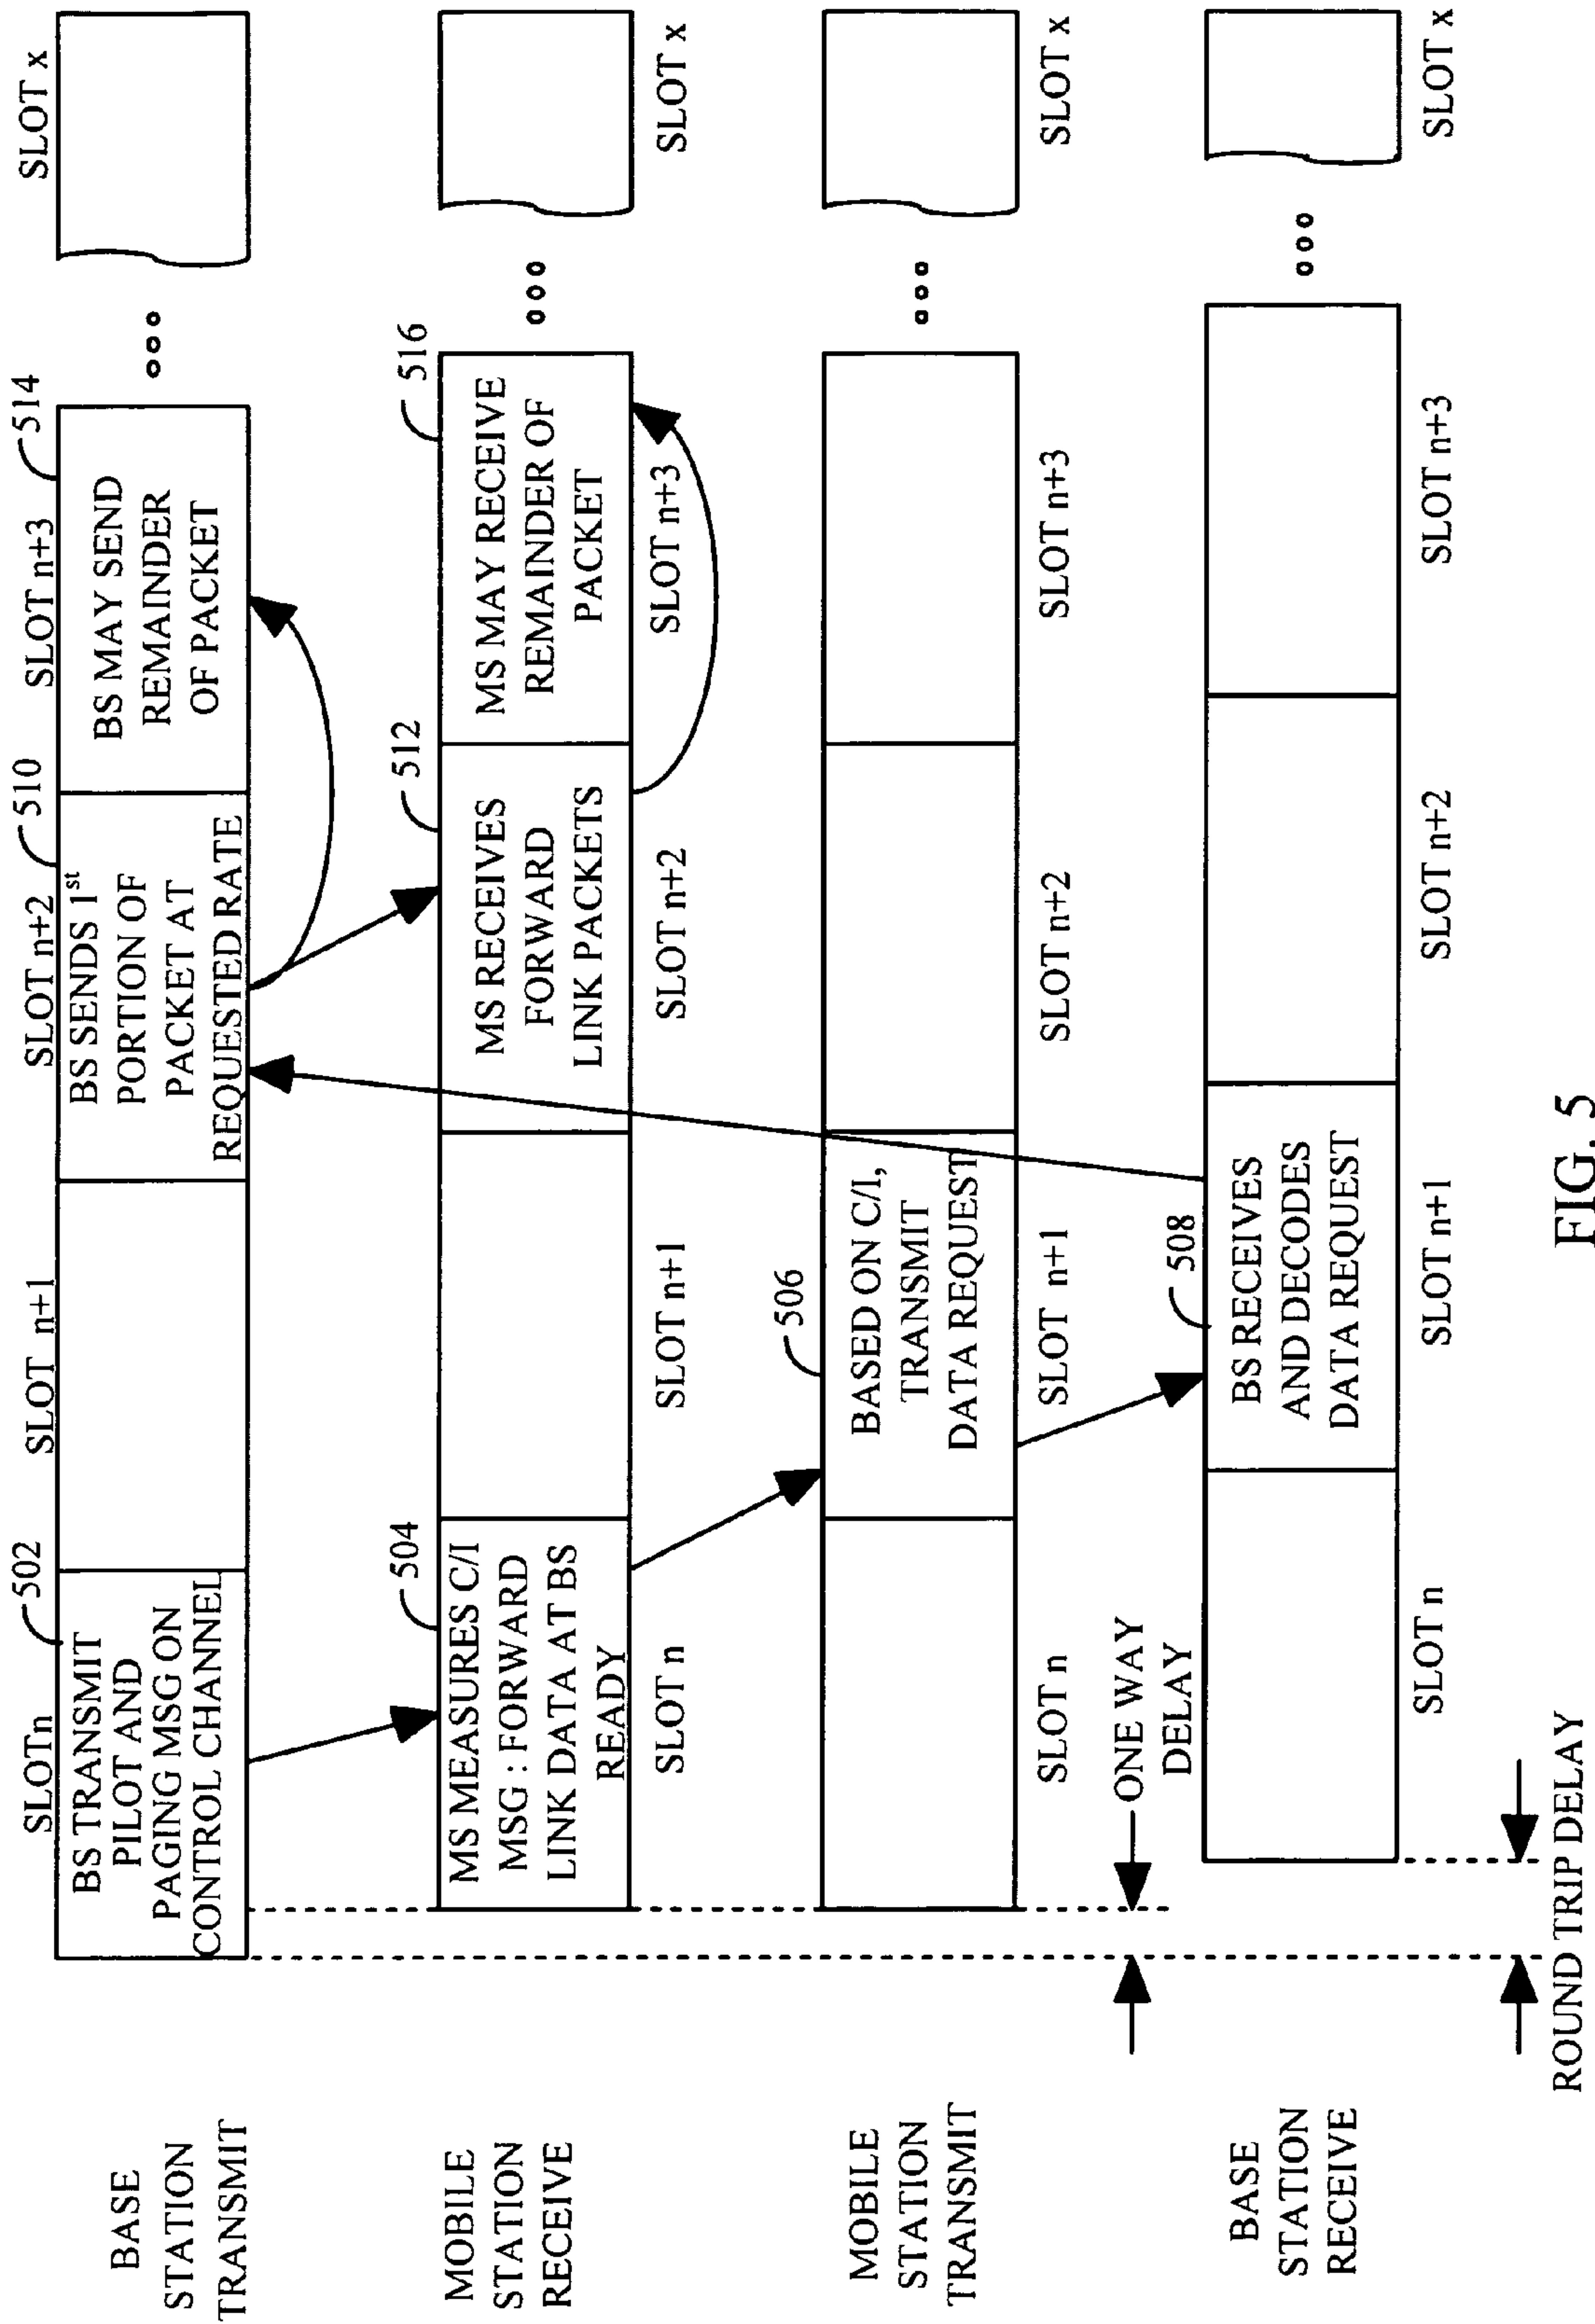 BASE
STATION
TRANSMIT
SLOTn
502
SLOT n+1
SLOT n+2
510
SLOT n+3
514
SLOT x
BS TRANSMIT
PILOT AND
PAGING MSG ON
CONTROL CHANNEL
BS SENDS 1st
PORTION OF
PACKET AT
REQUESTED RATE
BS MAY SEND
REMAINDER
OF PACKET
MOBILE
STATION
RECEIVE
504
512
516
MS MEASURES C/I
MSG : FORWARD
LINK DATA AT BS
READY
MS RECEIVES
FORWARD
LINK PACKETS
MS MAY RECEIVE
REMAINDER OF
PACKET
SLOT n
SLOT n+1
SLOT n+2
SLOT n+3
SLOT x
MOBILE
STATION
TRANSMIT
506
BASED ON C/I,
TRANSMIT
DATA REQUEST
SLOT n
SLOT n+1
SLOT n+2
SLOT n+3
SLOT x
ONE WAY
DELAY
BASE
STATION
RECEIVE
508
BS RECEIVES
AND DECODES
DATA REQUEST
SLOT n
SLOT n+1
SLOT n+2
SLOT n+3
SLOT x
ROUND TRIP DELAY
FIG. 5